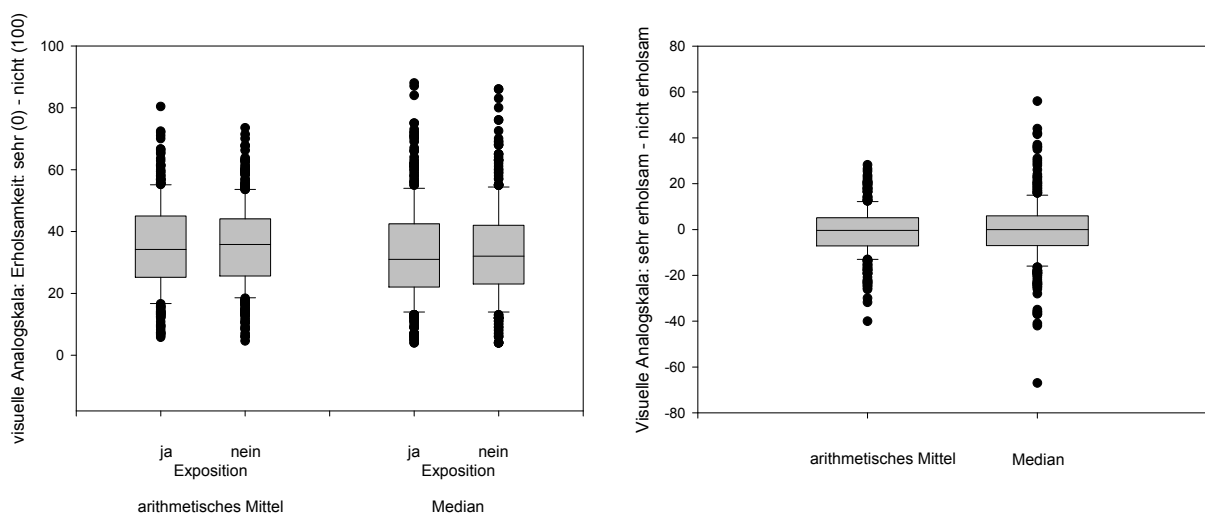 visuelle Analogskala: Erholsamkeit: sehr (0) - nicht (100)
100
80
60
40
20
0
ja
nein
ja
nein
Exposition
Exposition
arithmetisches Mittel
Median
Visuelle Analogskala: sehr erholsam - nicht erholsam
80
60
40
20
0
-20
-40
-60
-80
arithmetisches Mittel
Median